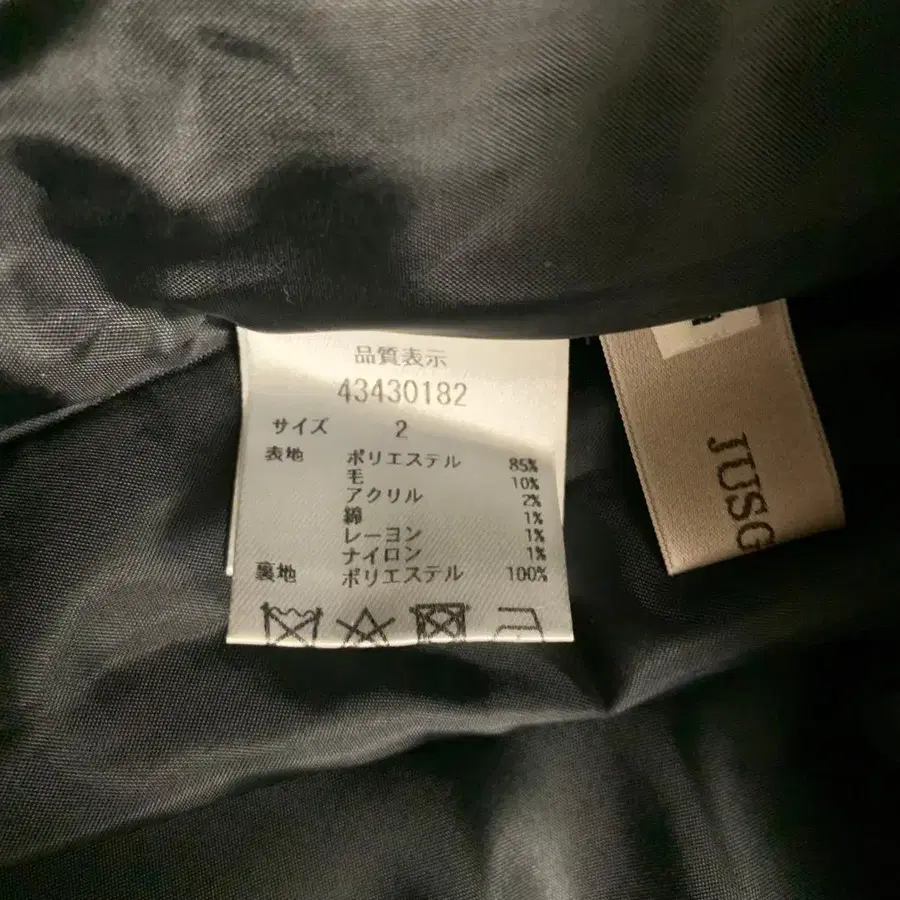 品質表示
43430182
サイズ 2
表地 ポリエステル 85%
毛 10%
アクリル 2%
綿 1%
レーヨン 1%
ナイロン 1%
裏地 ポリエステル 100%
JUSG